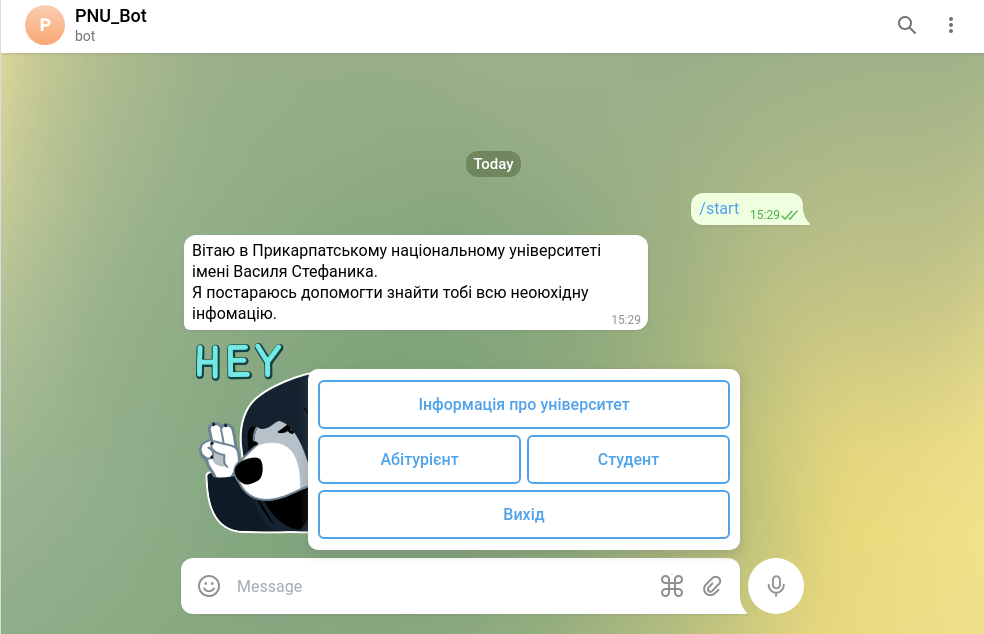 P
PNU_Bot
bot
Today
/start 15:29
Вітаю в Прикарпатському національному університеті
імені Василя Стефаника.
Я постараюсь допомогти знайти тобі всю неоюхідну
інфомацію.
15:29
HEY
Інформація про університет
Абітурієнт
Студент
Вихід
Message